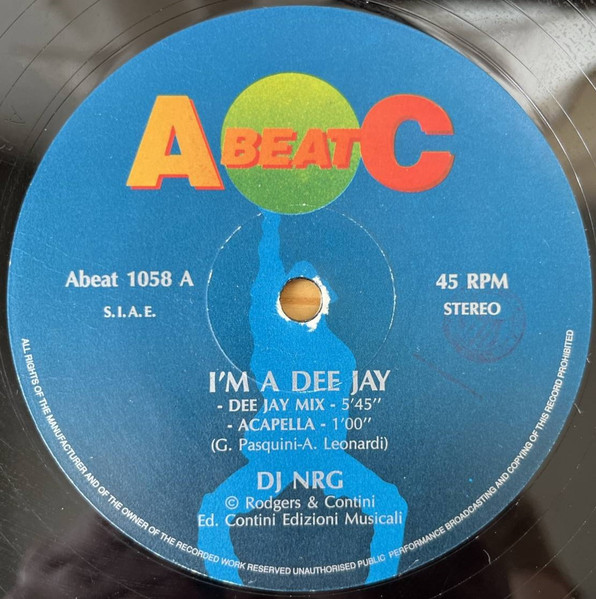 A BEAT C
Abeat 1058 A
S.I.A.E.
45 RPM
STEREO
I'M A DEE JAY
- DEE JAY MIX - 5'45''
- ACAPELLA - 1'00''
(G. Pasquini-A. Leonardi)
DJ NRG
© Rodgers & Contini
Ed. Contini Edizioni Musicali
ALL RIGHTS OF THE MANUFACTURER AND OF THE OWNER OF THE RECORDED WORK RESERVED UNAUTHORISED PUBLIC PERFORMANCE BROADCASTING AND COPYING OF THIS RECORD PROHIBITED